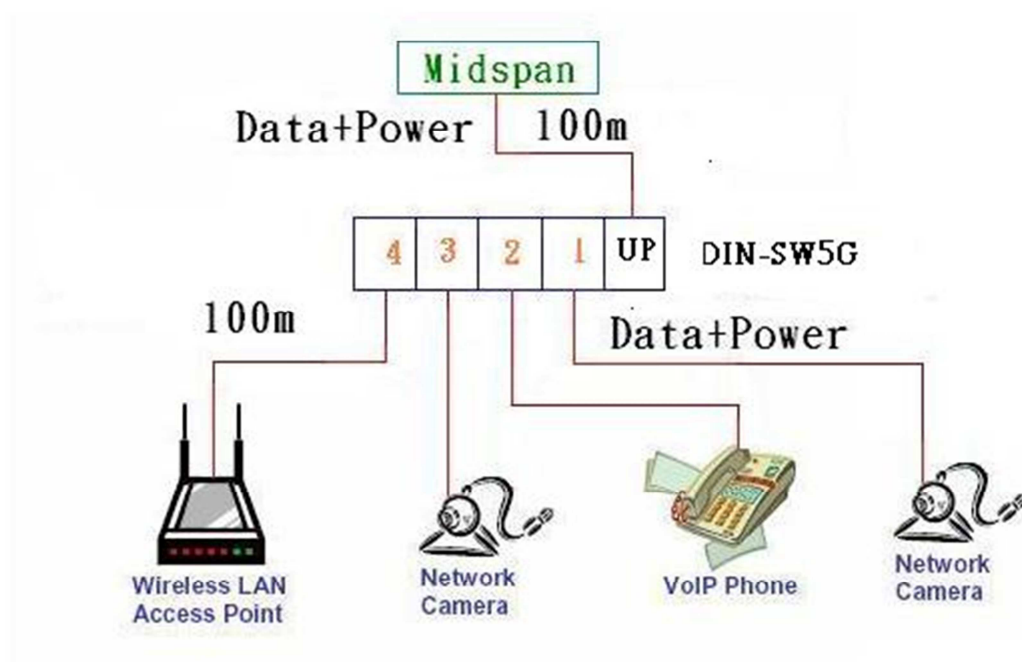 Midspan
Data+Power 100m
4 3 2 1 UP DIN-SW5G
100m
Data+Power
Wireless LAN
Access Point
Network
Camera
VoIP Phone
Network
Camera